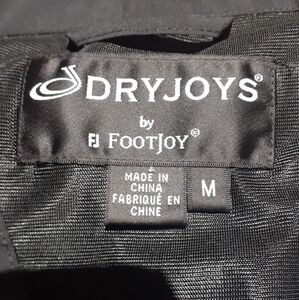 DRYJOYS®
by
FJ FOOTJOY®
MADE IN
CHINA
FABRIQUÉ EN
CHINE
M